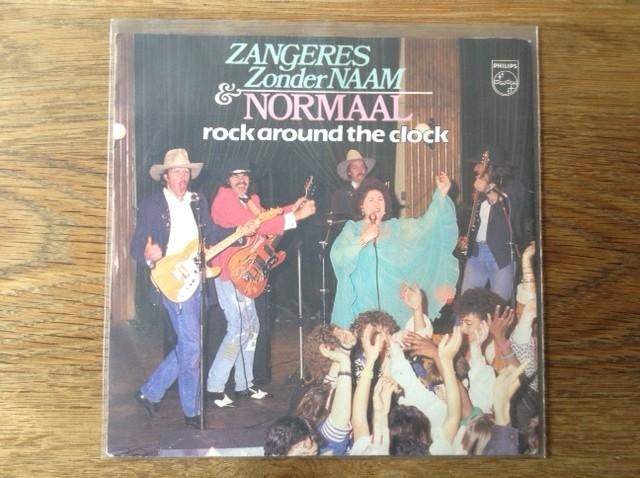 ZANGERES
Zonder NAAM
& NORMAAL
rock around the clock
PHILIPS